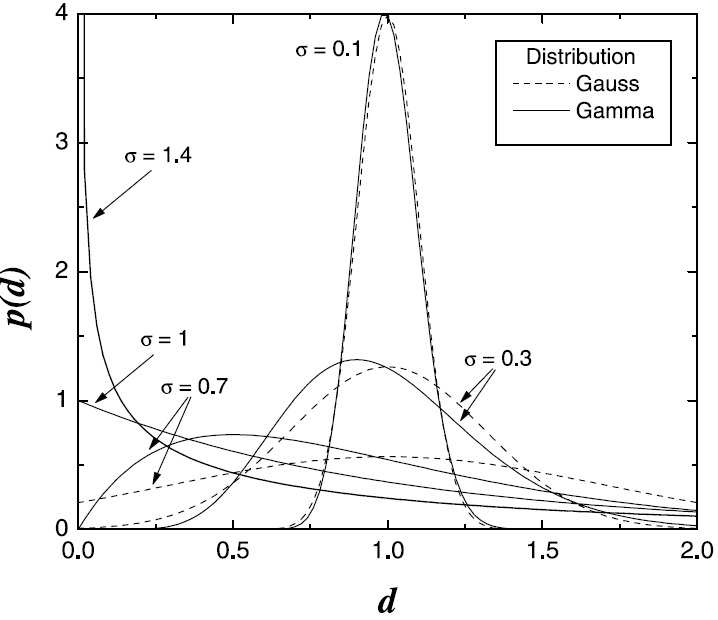 4
3
2
1
0
0.0
0.5
1.0
1.5
2.0
p(d)
d
σ = 0.1
σ = 1.4
σ = 1
σ = 0.7
σ = 0.3
Distribution
Gauss
Gamma